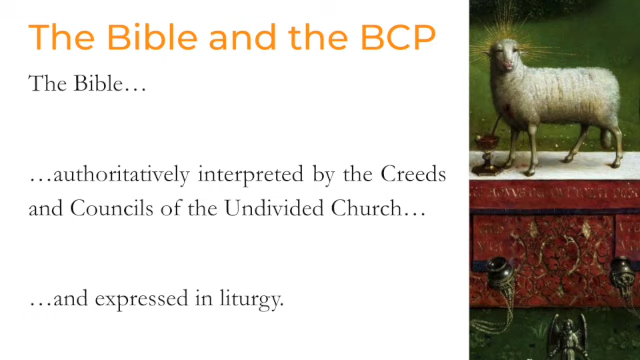 The Bible and the BCP
The Bible…
…authoritatively interpreted by the Creeds
and Councils of the Undivided Church…
…and expressed in liturgy.